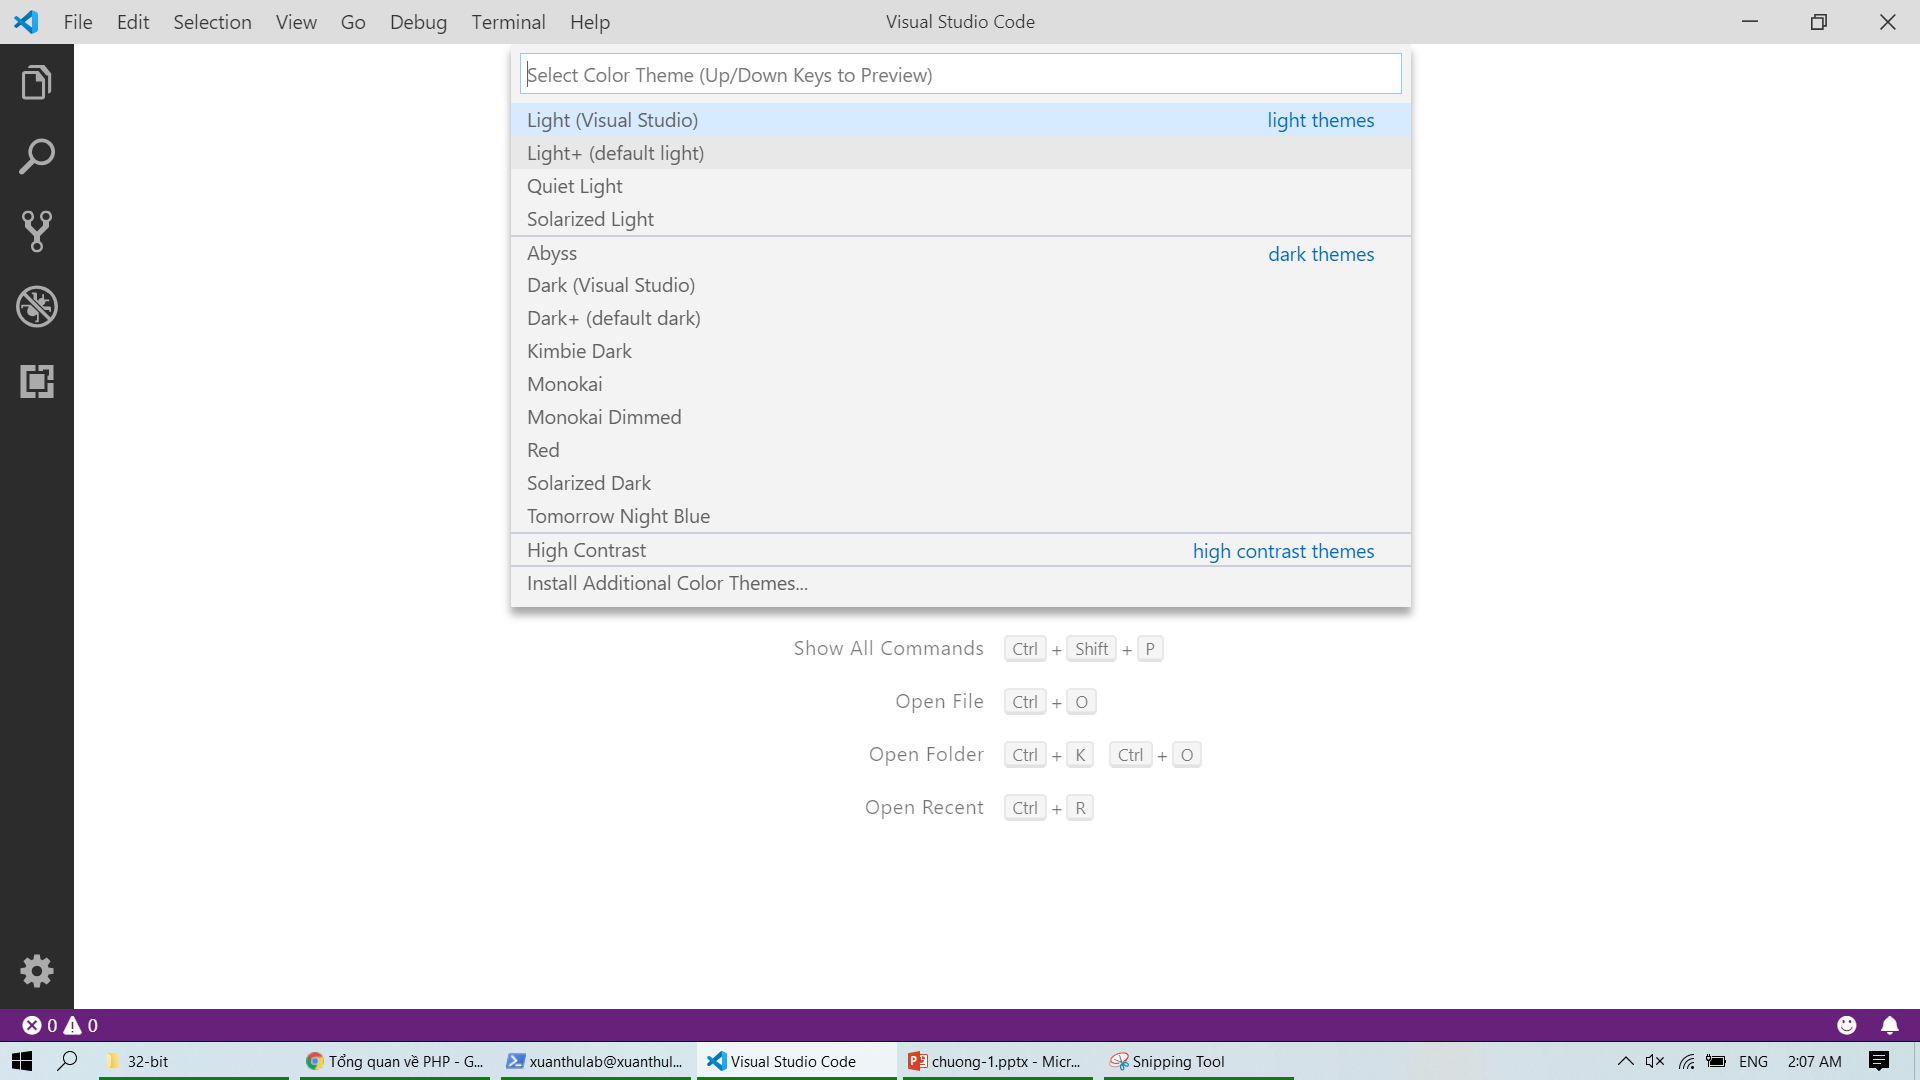 File Edit Selection View Go Debug Terminal Help Visual Studio Code
Select Color Theme (Up/Down Keys to Preview)
Light (Visual Studio) light themes
Light+ (default light)
Quiet Light
Solarized Light
Abyss dark themes
Dark (Visual Studio)
Dark+ (default dark)
Kimbie Dark
Monokai
Monokai Dimmed
Red
Solarized Dark
Tomorrow Night Blue
High Contrast high contrast themes
Install Additional Color Themes...
Show All Commands Ctrl + Shift + P
Open File Ctrl + O
Open Folder Ctrl + K Ctrl + O
Open Recent Ctrl + R
0 0
32-bit Tổng quan về PHP - G... xuanthulab@xuanthul... Visual Studio Code chuong-1.pptx - Micr... Snipping Tool ENG 2:07 AM